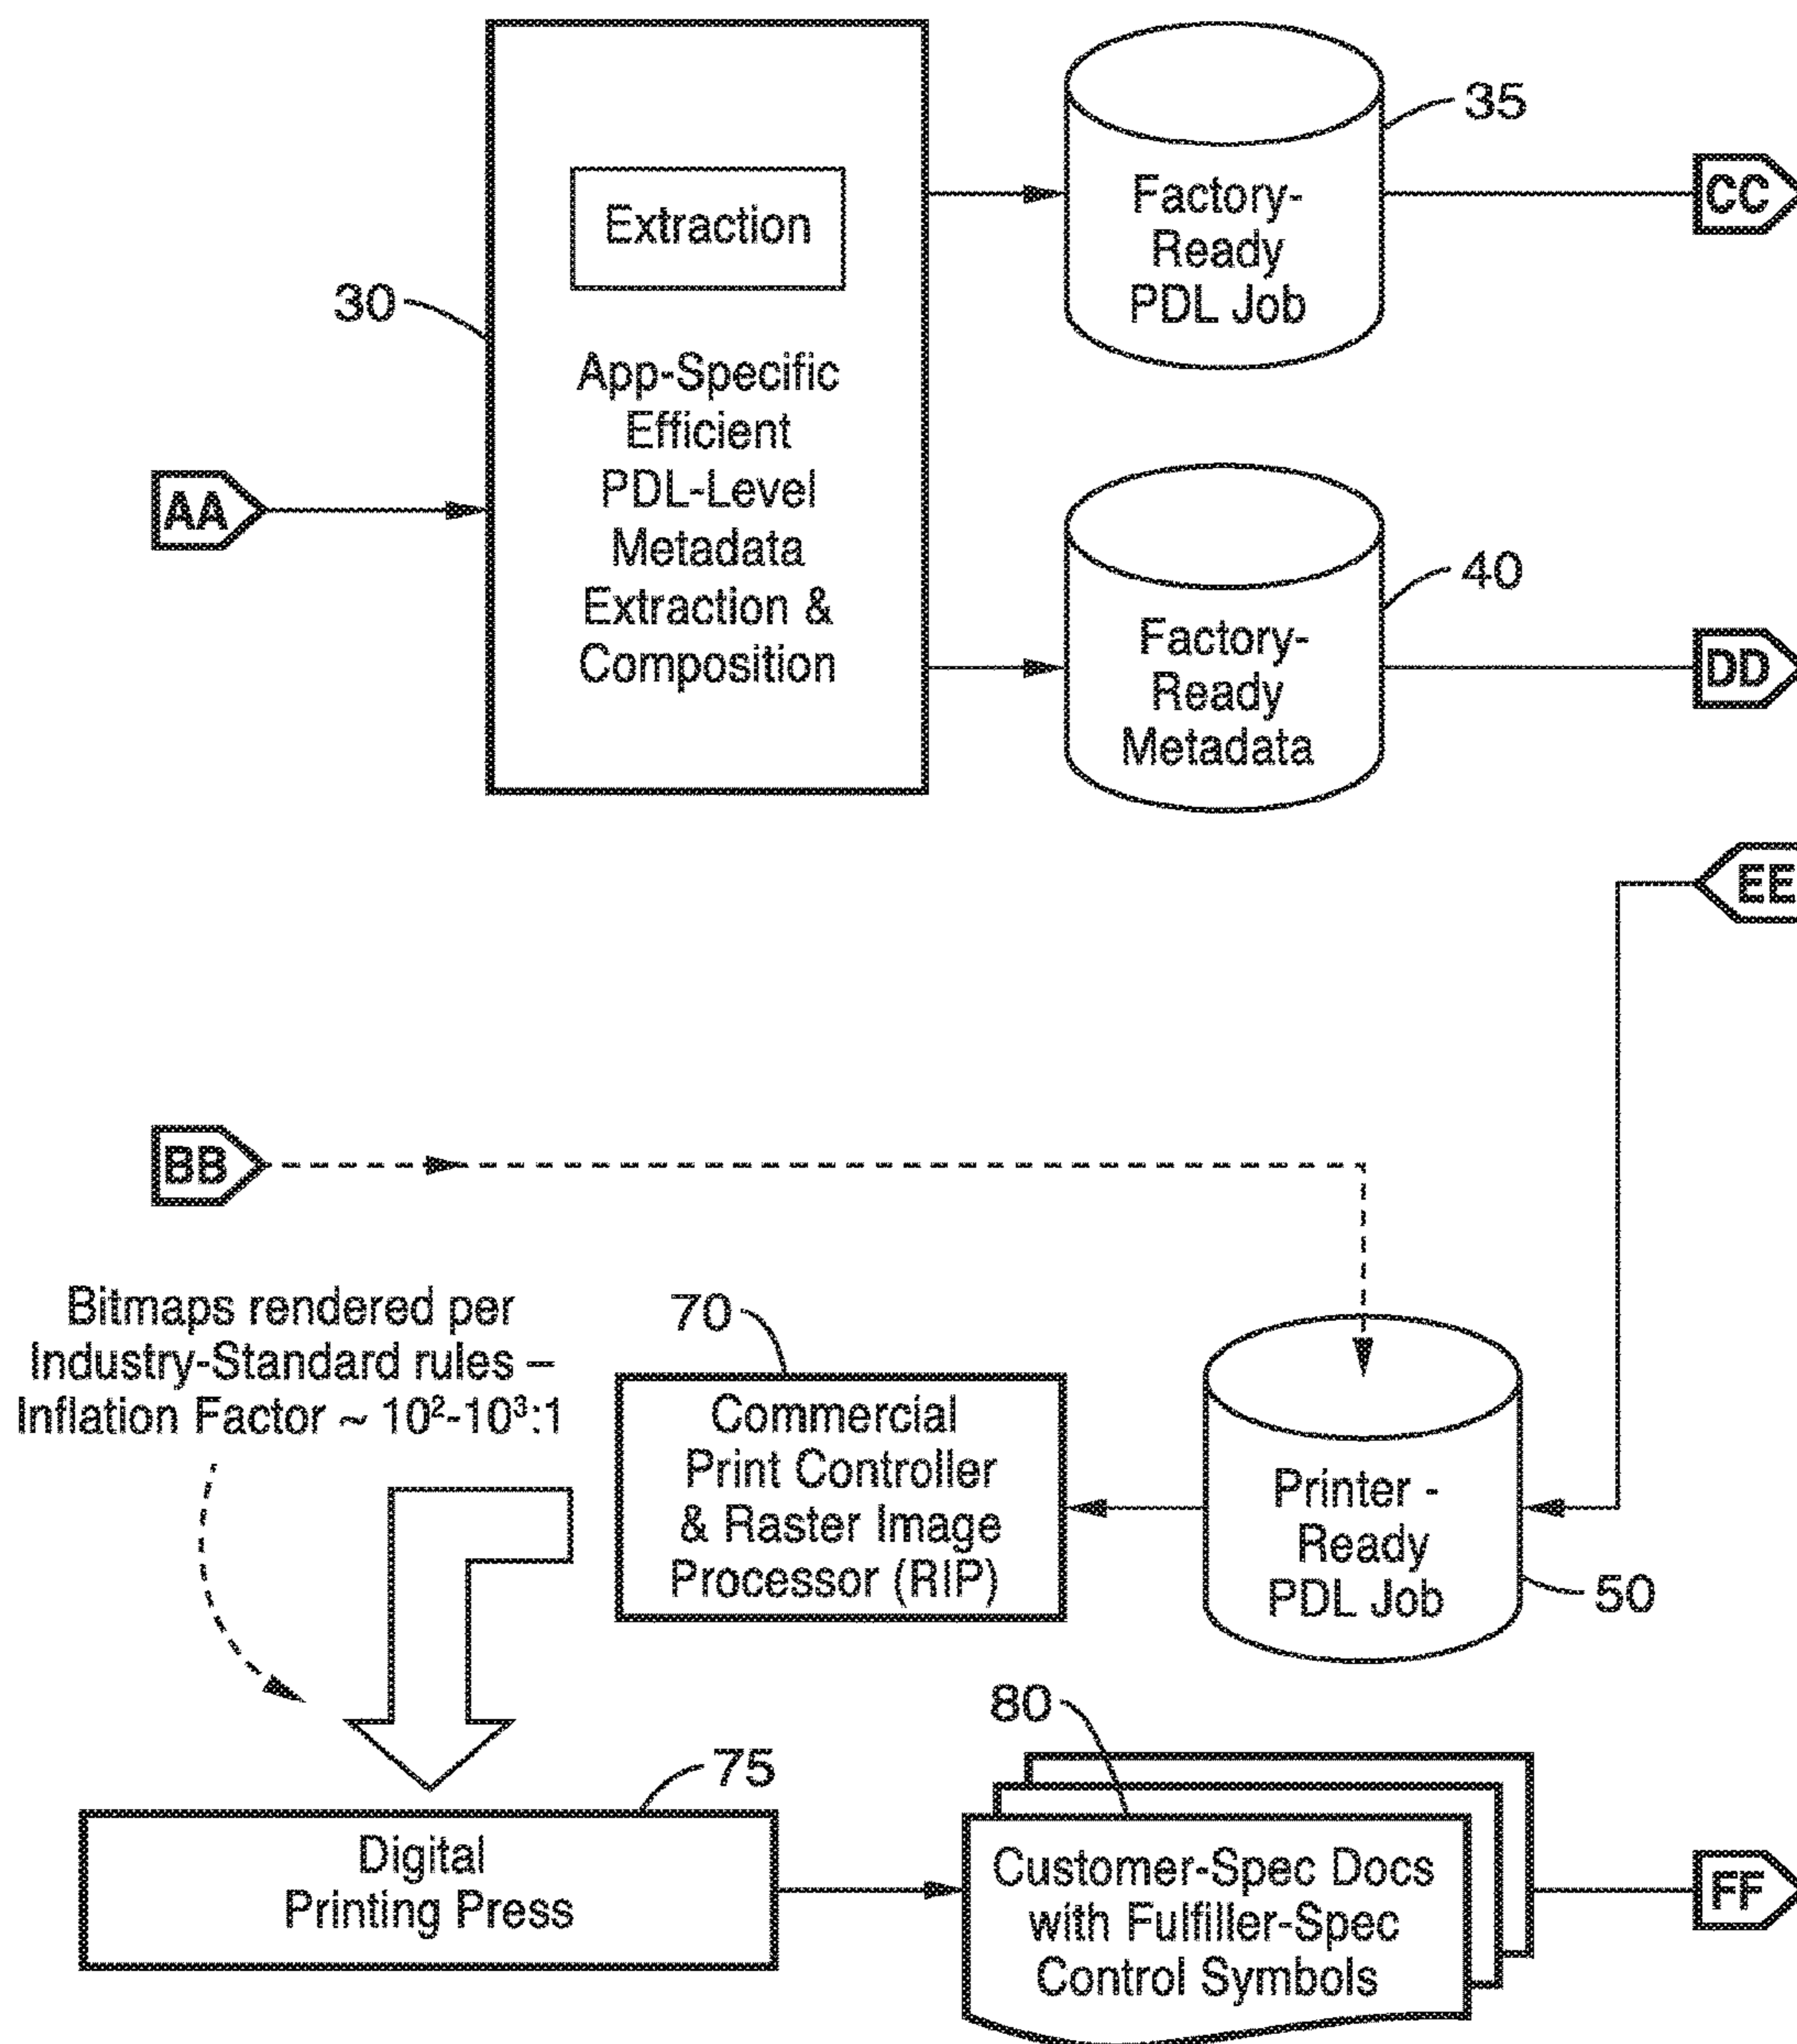 Extraction
30
App-Specific
Efficient
PDL-Level
Metadata
Extraction &
Composition
AA
35
Factory-
Ready
PDL Job
CC
40
Factory-
Ready
Metadata
DD
EE
BB
Bitmaps rendered per
Industry-Standard rules –
Inflation Factor ~ 10²-10³:1
70
Commercial
Print Controller
& Raster Image
Processor (RIP)
Printer -
Ready
PDL Job
50
75
Digital
Printing Press
80
Customer-Spec Docs
with Fulfiller-Spec
Control Symbols
FF